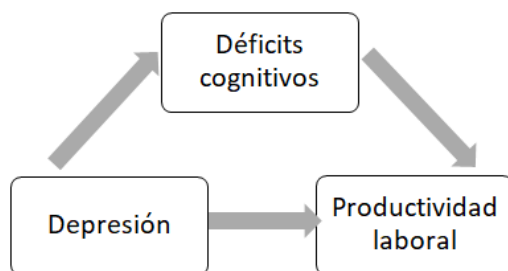 Déficits
cognitivos
Depresión
Productividad
laboral